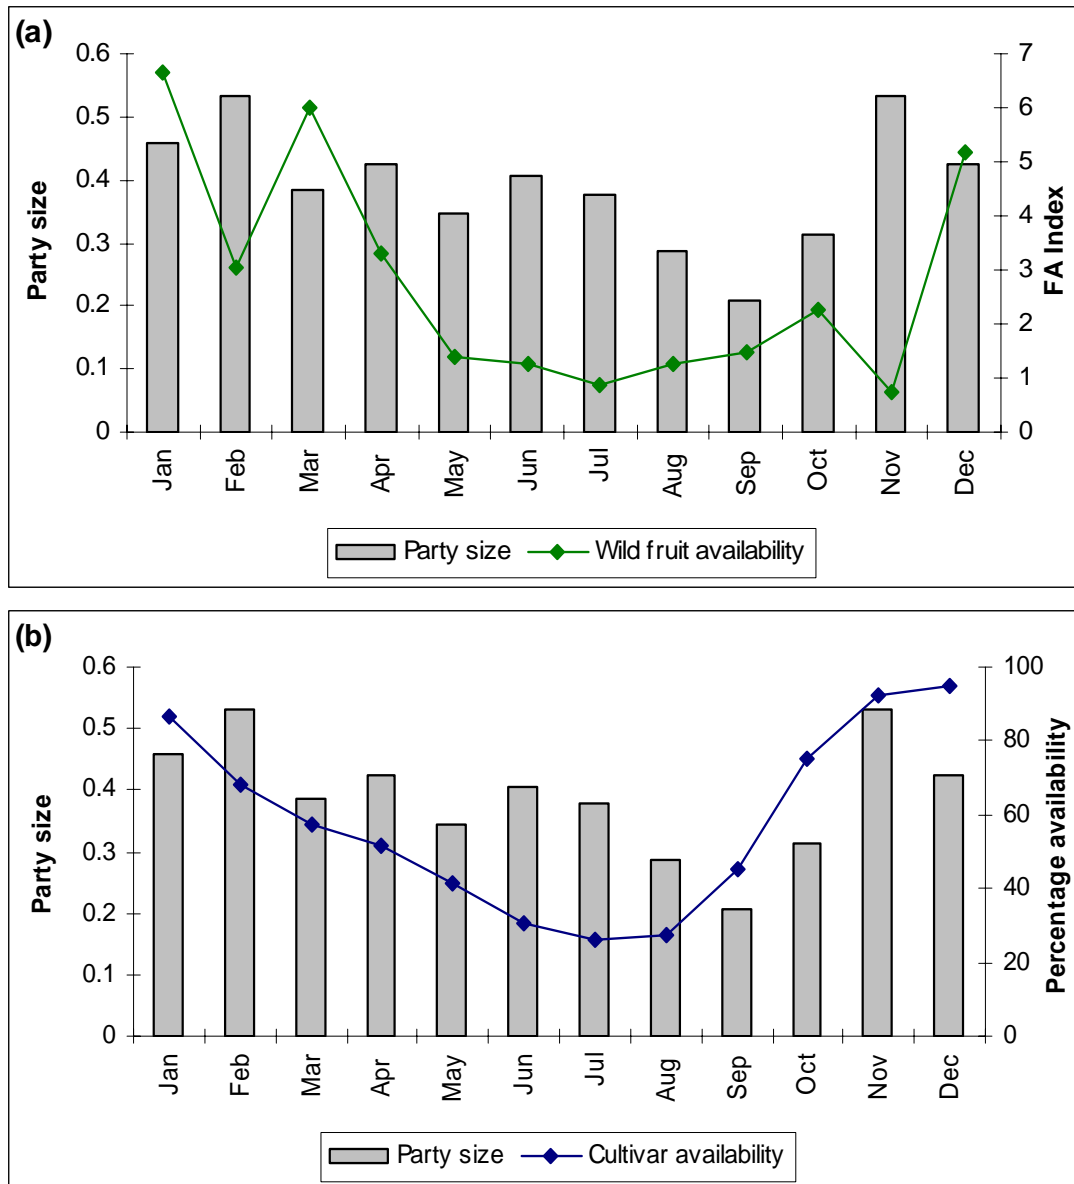 (a)
Party size
0.6
0.5
0.4
0.3
0.2
0.1
0
7
6
5
4
3
2
1
0
FA Index
Jan Feb Mar Apr May Jun Jul Aug Sep Oct Nov Dec
Party size Wild fruit availability
(b)
Party size
0.6
0.5
0.4
0.3
0.2
0.1
0
100
80
60
40
20
0
Percentage availability
Jan Feb Mar Apr May Jun Jul Aug Sep Oct Nov Dec
Party size Cultivar availability